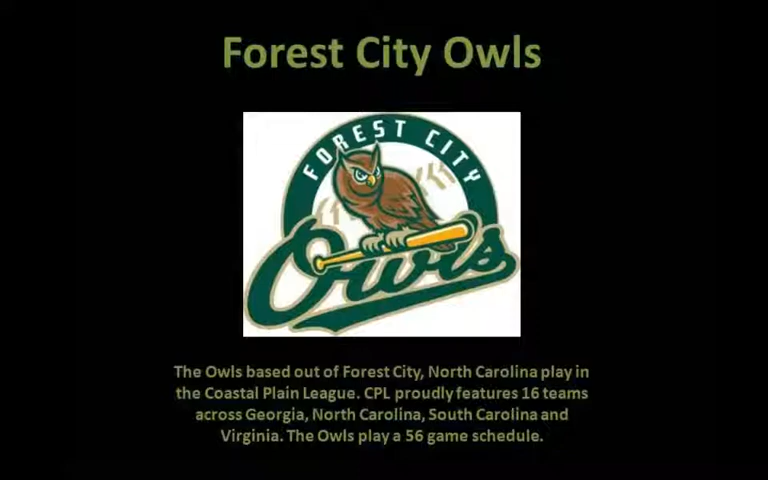 Forest City Owls
FOREST CITY
Owls
The Owls based out of Forest City, North Carolina play in
the Coastal Plain League. CPL proudly features 16 teams
across Georgia, North Carolina, South Carolina and
Virginia. The Owls play a 56 game schedule.